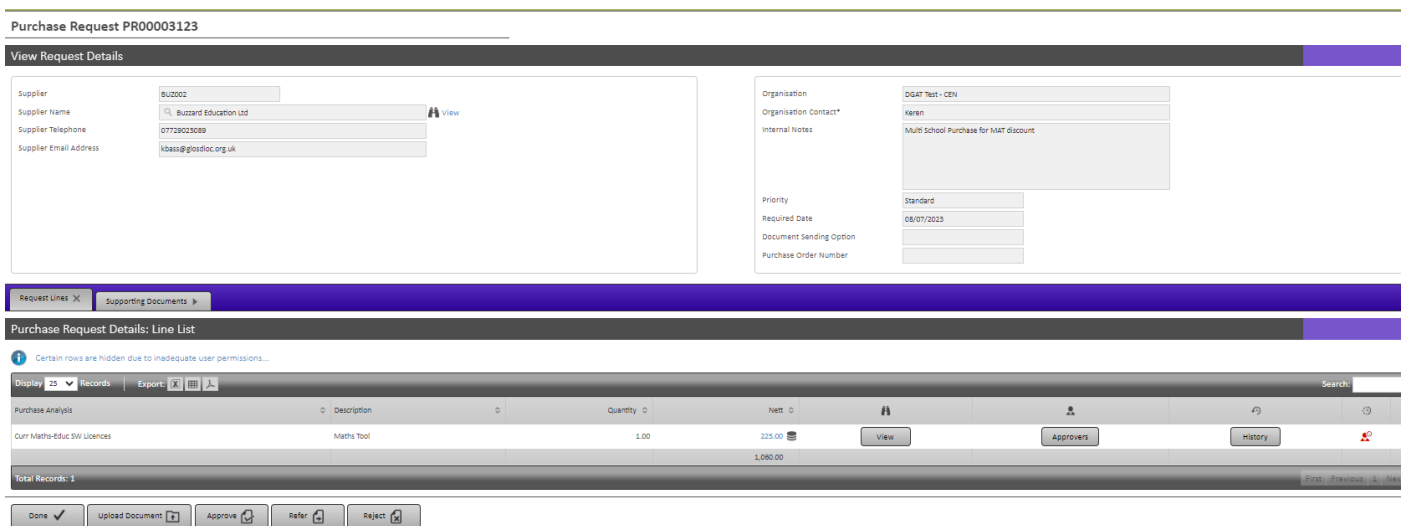 Purchase Request PR00003123
View Request Details
Supplier BUZ002
Supplier Name Buzzard Education Ltd View
Supplier Telephone 07729025089
Supplier Email Address kbass@glosdioc.org.uk
Organisation DGAT Test - CEN
Organisation Contact* Keren
Internal Notes Multi School Purchase for MAT discount
Priority Standard
Required Date 08/07/2023
Document Sending Option
Purchase Order Number
Request Lines Supporting Documents
Purchase Request Details: Line List
Certain rows are hidden due to inadequate user permissions...
Display 25 Records Export: Search:
Purchase Analysis Description Quantity Nett
Curr Maths-Educ SW Licences Maths Tool 1.00 225.00 View Approvers History
1,060.00
Total Records: 1 First Previous 1 Nex
Done Upload Document Approve Refer Reject